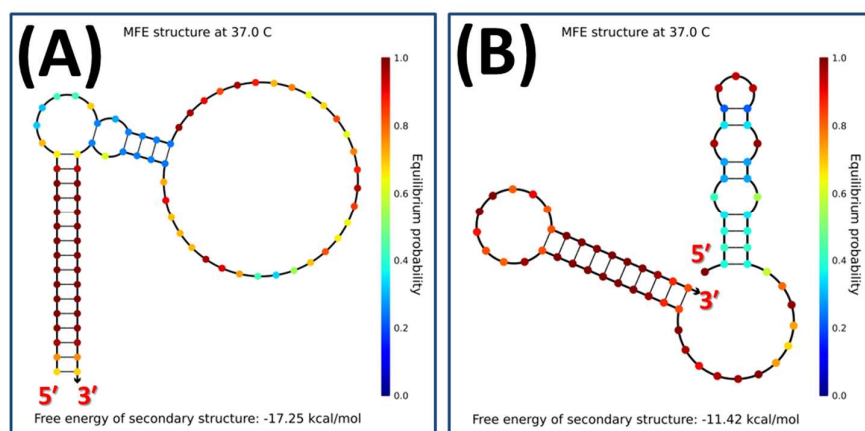 (A)
MFE structure at 37.0 C
1.0
0.8
0.6
0.4
0.2
0.0
Equilibrium probability
5’ 3’
Free energy of secondary structure: -17.25 kcal/mol
(B)
MFE structure at 37.0 C
1.0
0.8
0.6
0.4
0.2
0.0
Equilibrium probability
5’
3’
Free energy of secondary structure: -11.42 kcal/mol